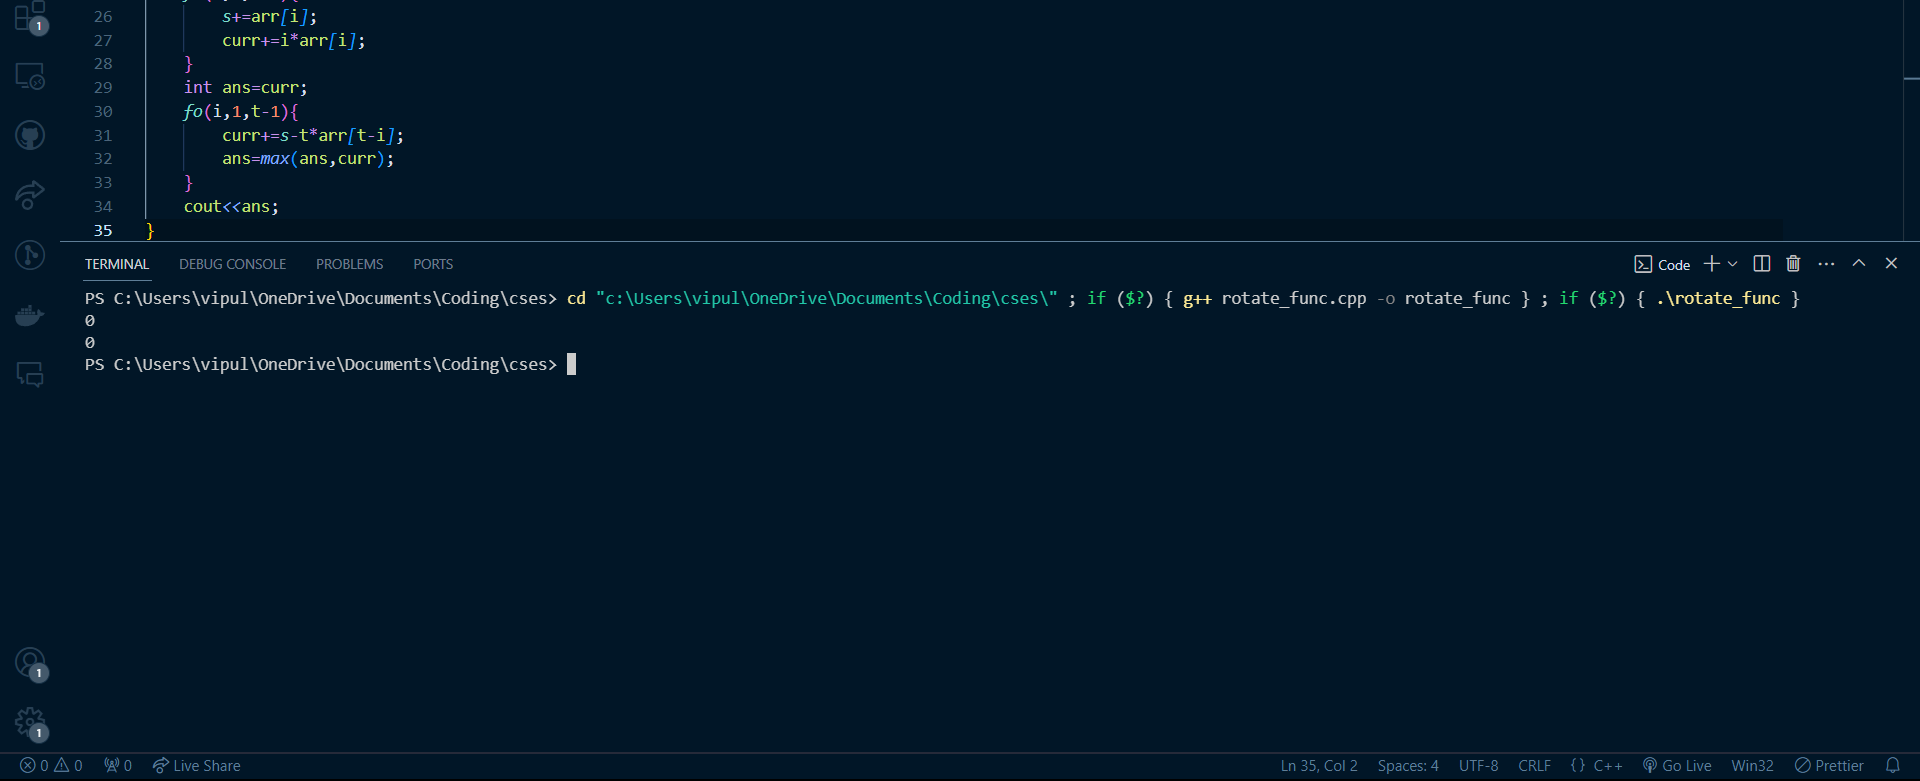 26 s+=arr[i];
27 curr+=i*arr[i];
28 }
29 int ans=curr;
30 fo(i,1,t-1){
31 curr+=s-t*arr[t-i];
32 ans=max(ans,curr);
33 }
34 cout<<ans;
35 }
1
TERMINAL DEBUG CONSOLE PROBLEMS PORTS Code
PS C:\Users\vipul\OneDrive\Documents\Coding\cses> cd "c:\Users\vipul\OneDrive\Documents\Coding\cses\" ; if ($?) { g++ rotate_func.cpp -o rotate_func } ; if ($?) { .\rotate_func }
0
0
PS C:\Users\vipul\OneDrive\Documents\Coding\cses>
1
1
0 0 0 Live Share Ln 35, Col 2 Spaces: 4 UTF-8 CRLF {} C++ Go Live Win32 Prettier